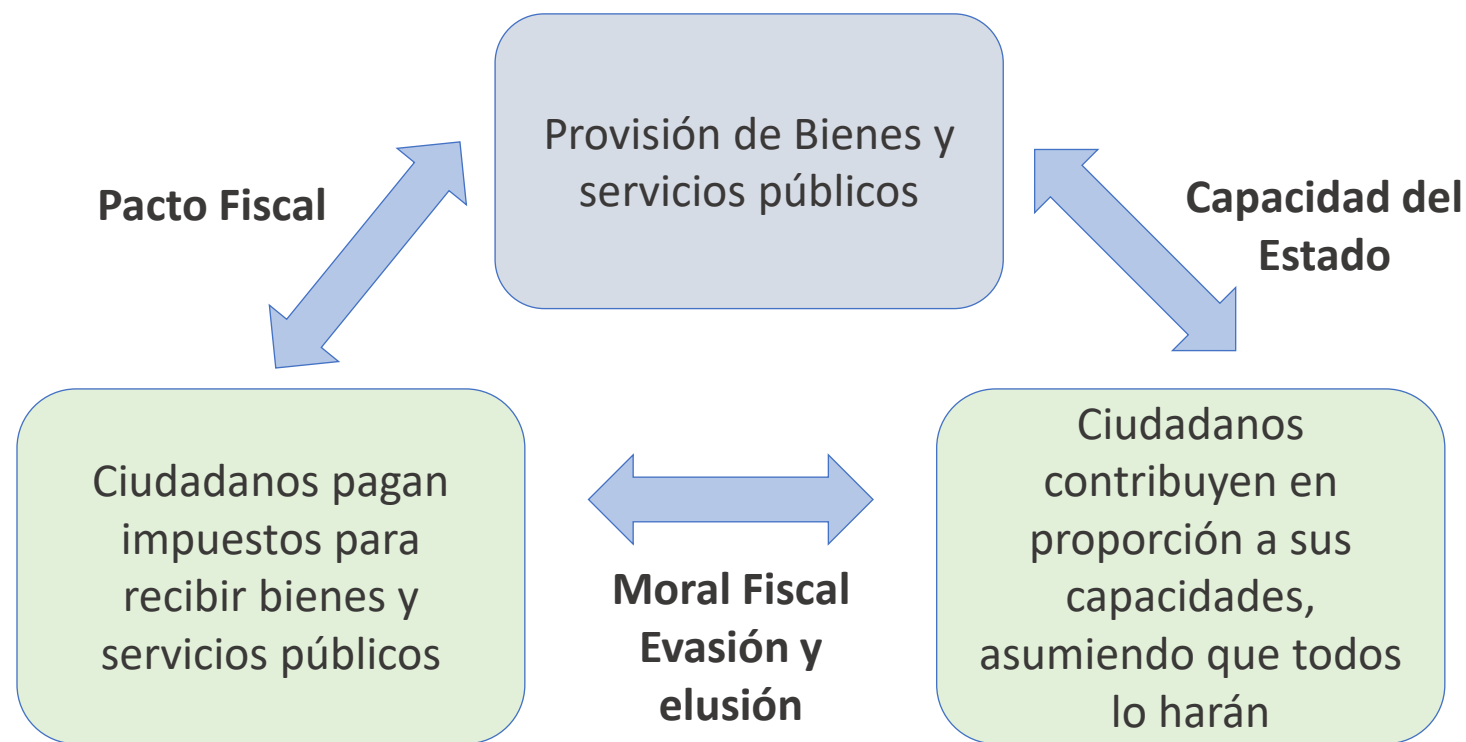 Provisión de Bienes y
servicios públicos
Pacto Fiscal
Capacidad del
Estado
Ciudadanos pagan
impuestos para
recibir bienes y
servicios públicos
Moral Fiscal
Evasión y
elusión
Ciudadanos
contribuyen en
proporción a sus
capacidades,
asumiendo que todos
lo harán